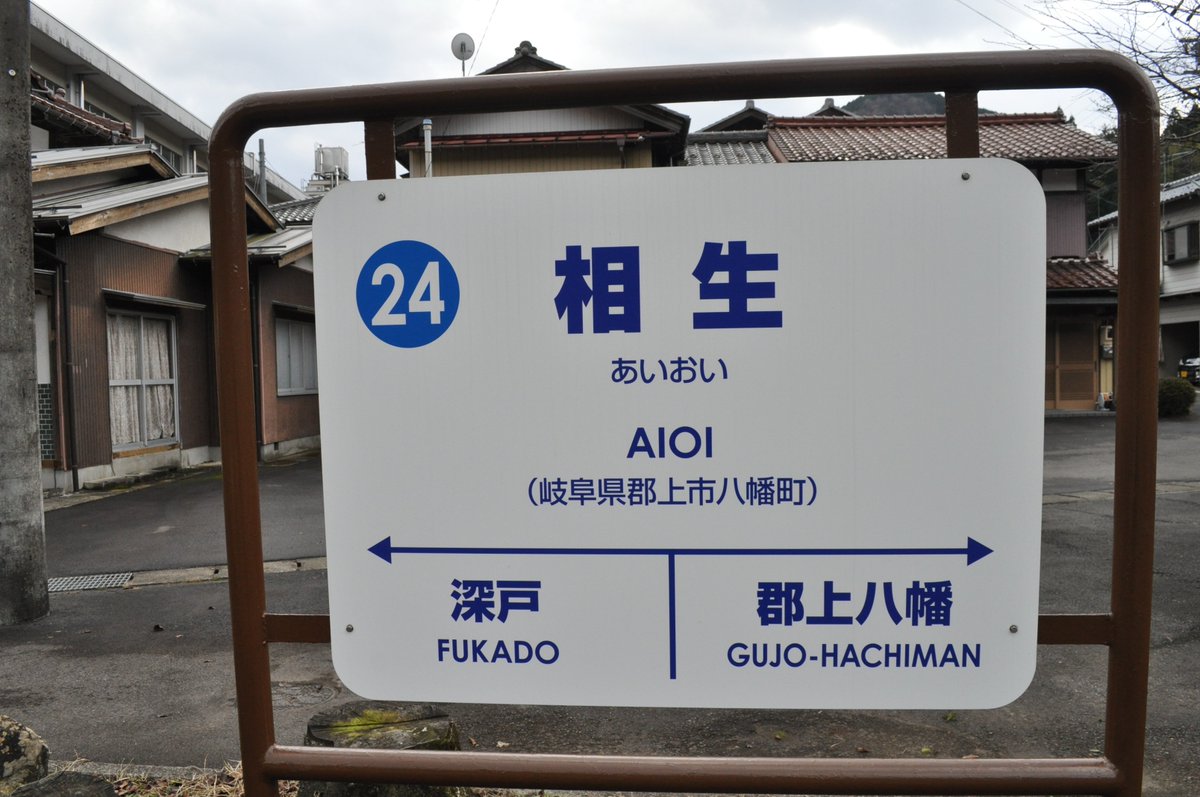 24
相生
あいおい
AIOI
(岐阜県郡上市八幡町)
深戸
FUKADO
郡上八幡
GUJO-HACHIMAN